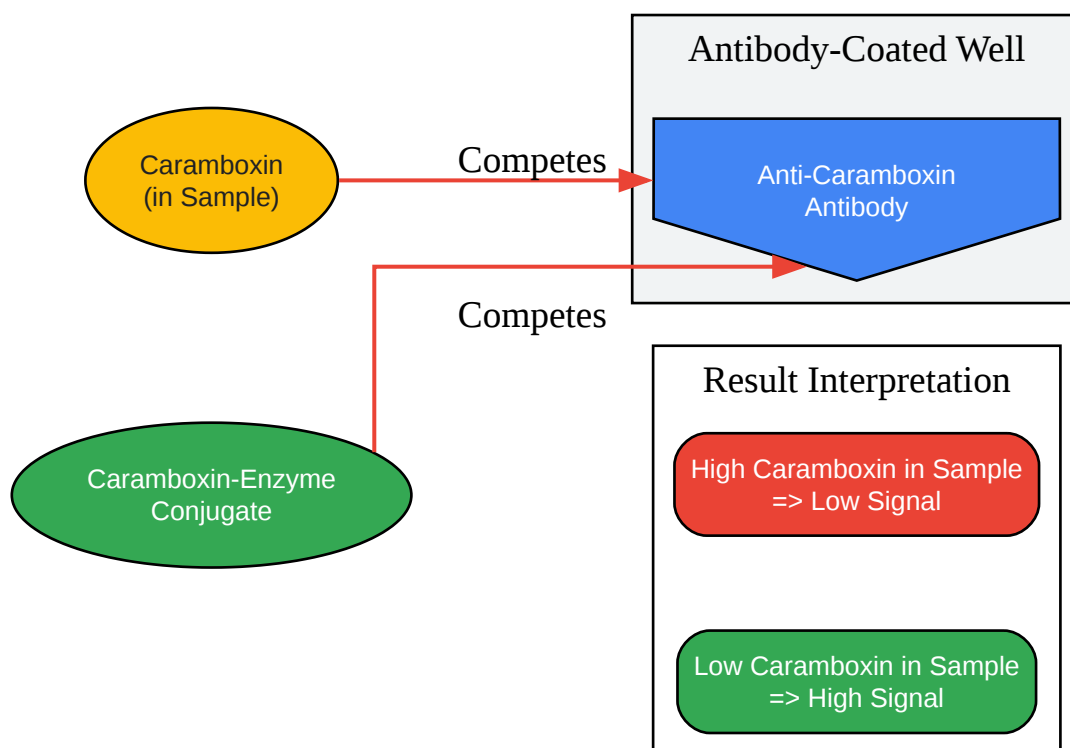 Antibody-Coated Well
Caramboxin
(in Sample)
Competes
Anti-Caramboxin
Antibody
Competes
Caramboxin-Enzyme
Conjugate
Result Interpretation
High Caramboxin in Sample
=> Low Signal
Low Caramboxin in Sample
=> High Signal